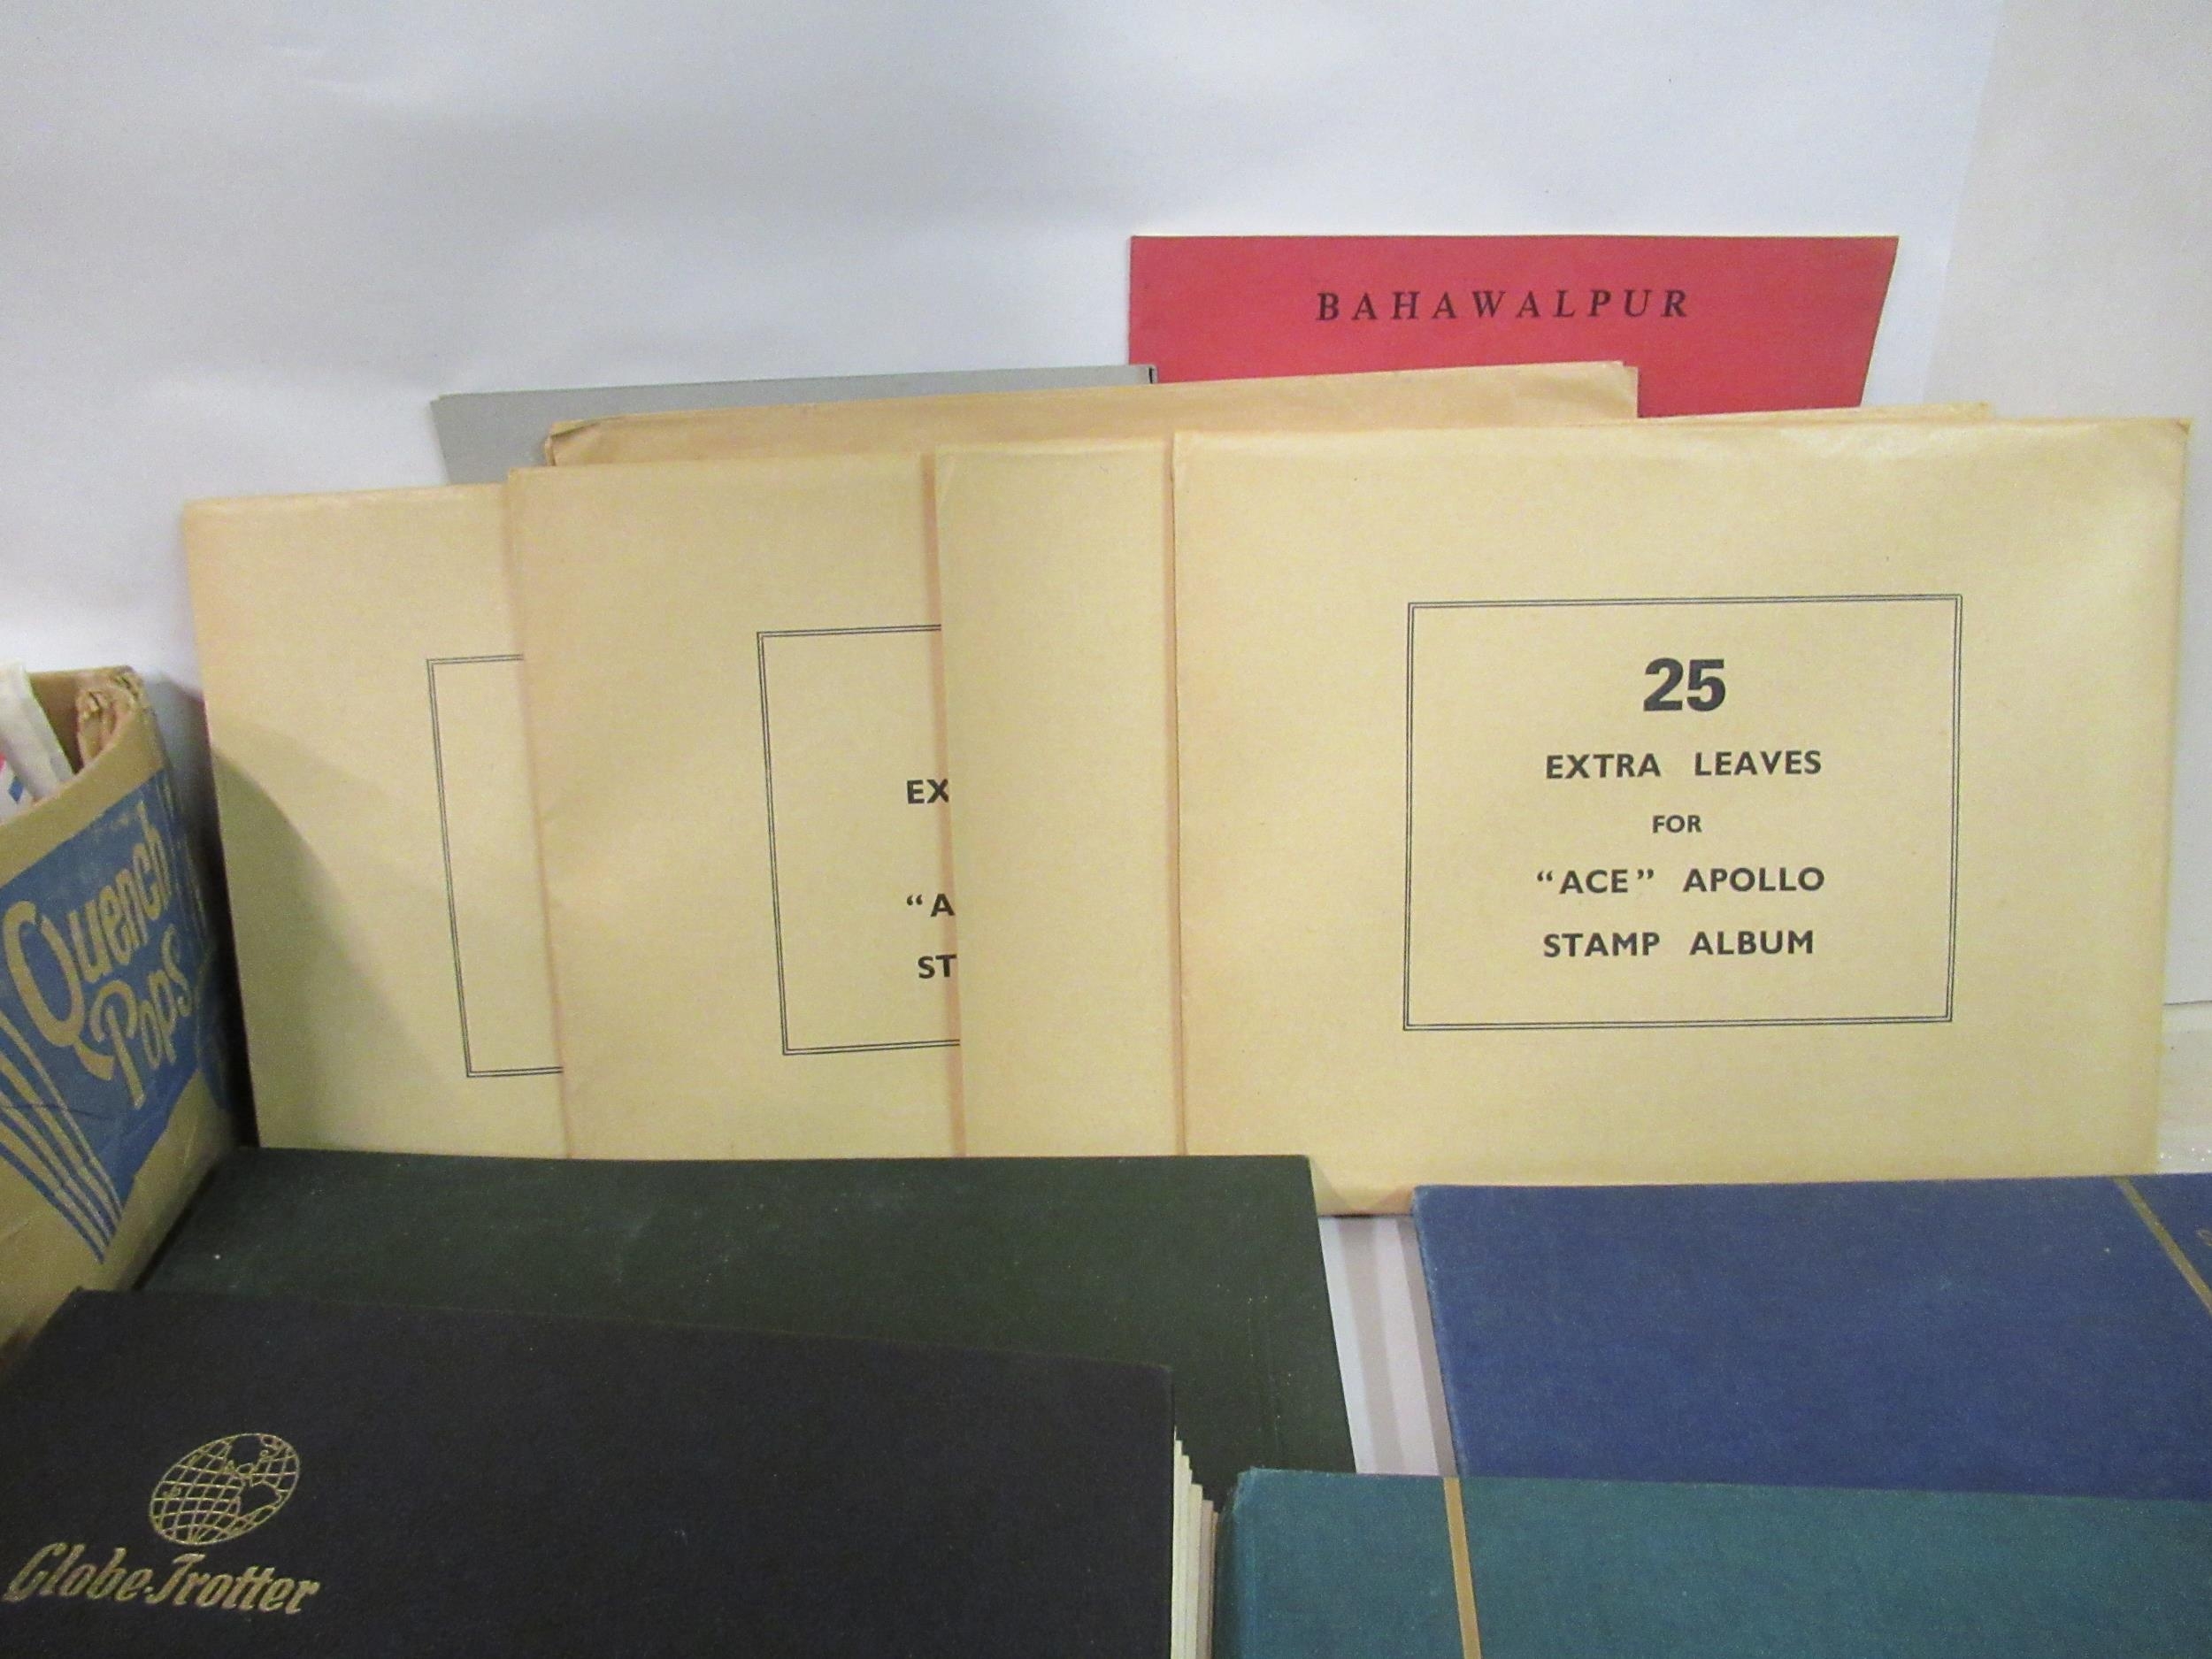 BAHAWALPUR
25
EXTRA LEAVES
FOR
"ACE" APOLLO
STAMP ALBUM
EX
"A
ST
Quench
Pops
Globe-Trotter